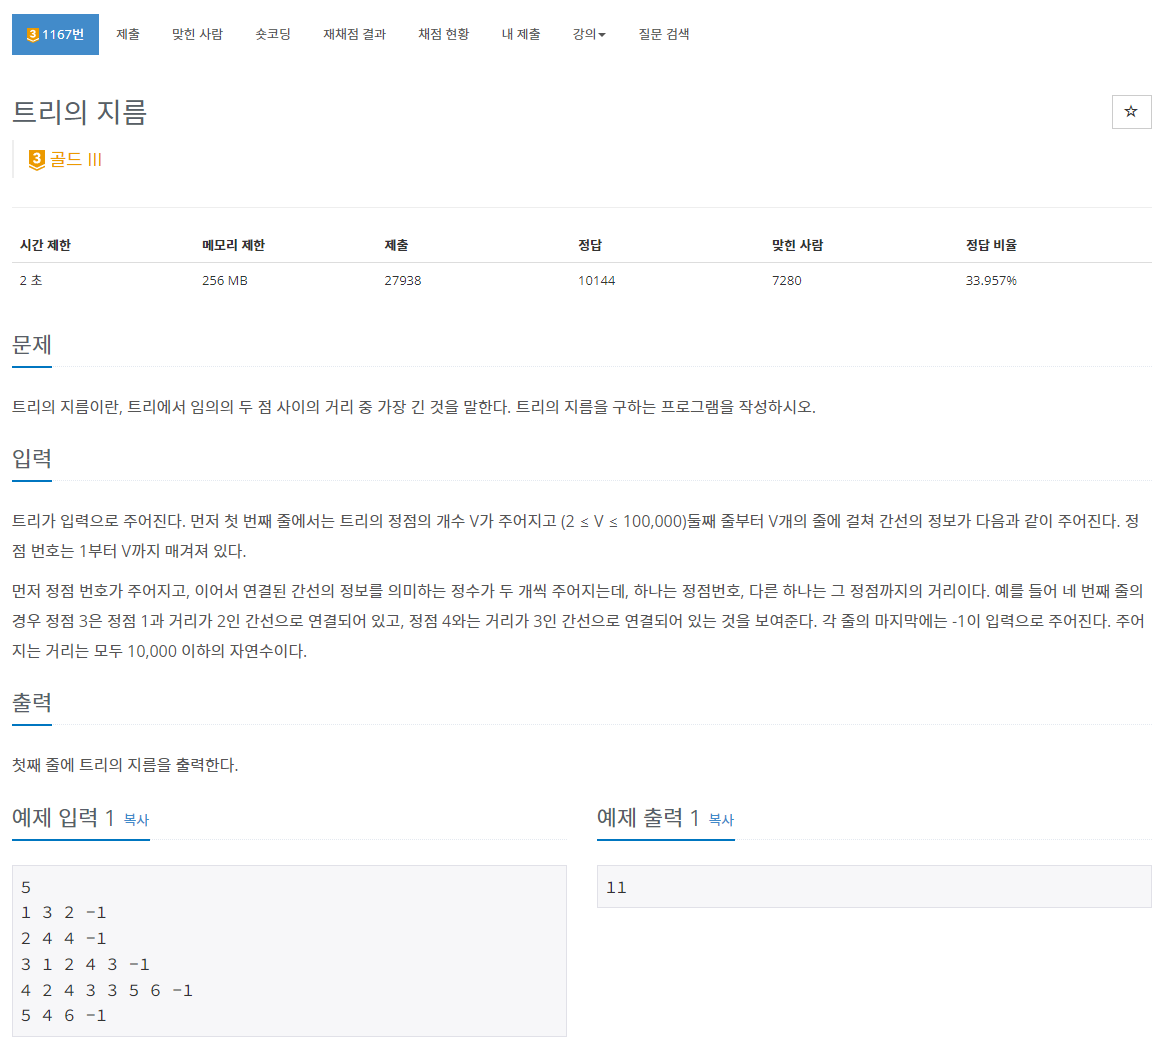 3 1167번 제출 맞힌 사람 숏코딩 재채점 결과 채점 현황 내 제출 강의 질문 검색
트리의 지름
3 골드 III
시간 제한 메모리 제한 제출 정답 맞힌 사람 정답 비율
2 초 256 MB 27938 10144 7280 33.957%
문제
트리의 지름이란, 트리에서 임의의 두 점 사이의 거리 중 가장 긴 것을 말한다. 트리의 지름을 구하는 프로그램을 작성하시오.
입력
트리가 입력으로 주어진다. 먼저 첫 번째 줄에서는 트리의 정점의 개수 V가 주어지고 (2 ≤ V ≤ 100,000)둘째 줄부터 V개의 줄에 걸쳐 간선의 정보가 다음과 같이 주어진다. 정
점 번호는 1부터 V까지 매겨져 있다.
먼저 정점 번호가 주어지고, 이어서 연결된 간선의 정보를 의미하는 정수가 두 개씩 주어지는데, 하나는 정점번호, 다른 하나는 그 정점까지의 거리이다. 예를 들어 네 번째 줄의
경우 정점 3은 정점 1과 거리가 2인 간선으로 연결되어 있고, 정점 4와는 거리가 3인 간선으로 연결되어 있는 것을 보여준다. 각 줄의 마지막에는 -1이 입력으로 주어진다. 주어
지는 거리는 모두 10,000 이하의 자연수이다.
출력
첫째 줄에 트리의 지름을 출력한다.
예제 입력 1 복사
5
1 3 2 -1
2 4 4 -1
3 1 2 4 3 -1
4 2 4 3 3 5 6 -1
5 4 6 -1
예제 출력 1 복사
11